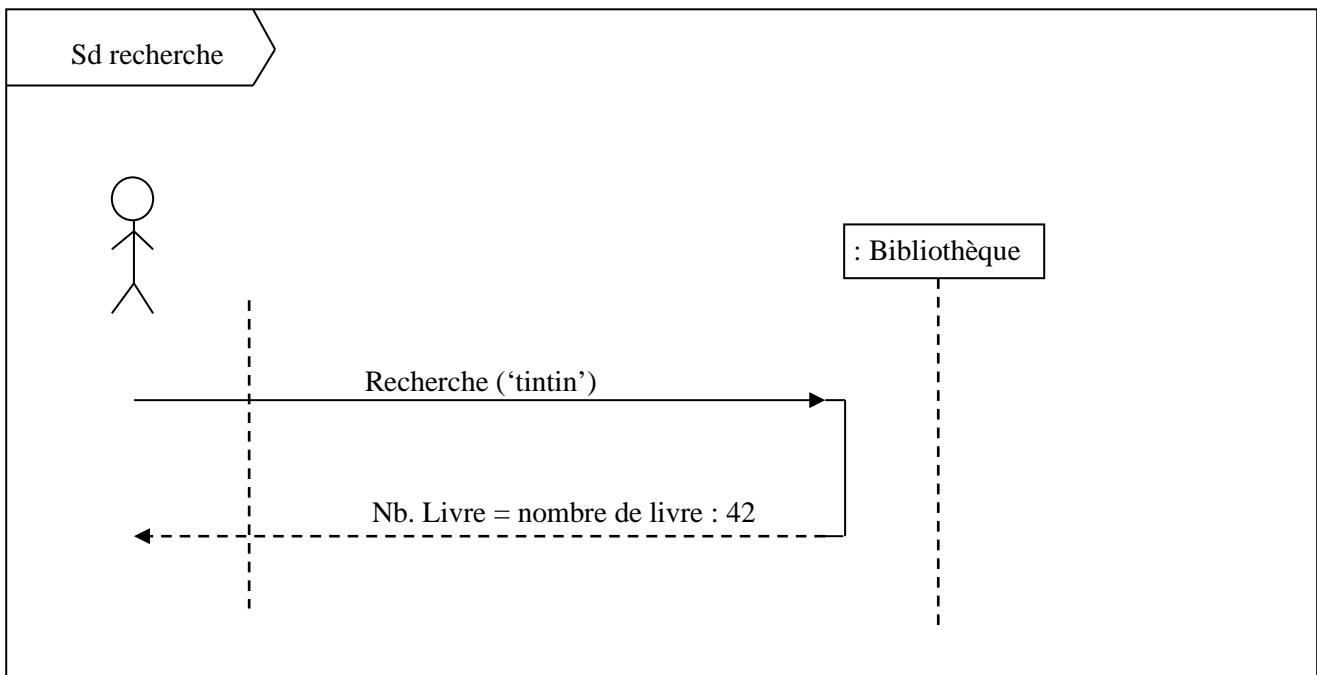 Sd recherche
: Bibliothèque
Recherche (‘tintin’)
Nb. Livre = nombre de livre : 42